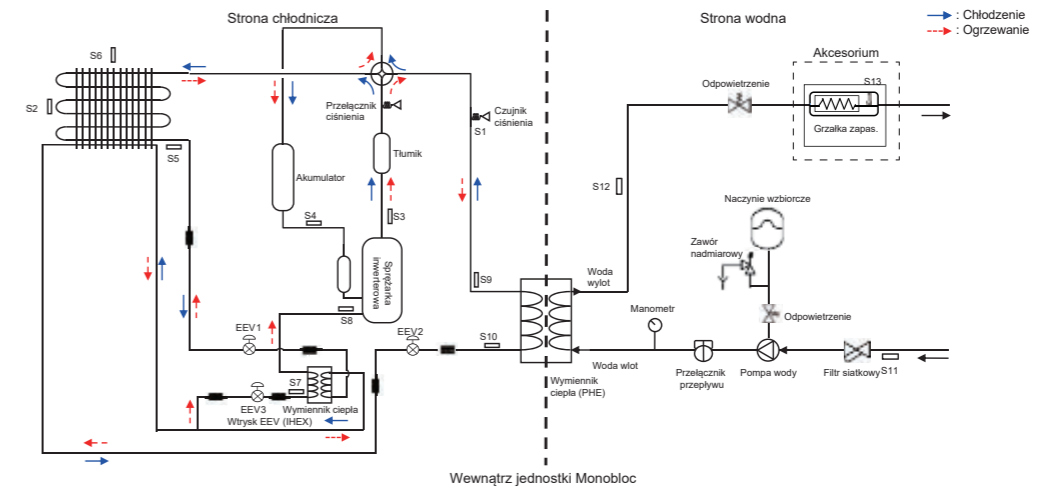 Strona chłodnicza
Strona wodna
: Chłodzenie
: Ogrzewanie
S6
S2
S5
Przełącznik
ciśnienia
Czujnik
ciśnienia
S1
Tłumik
Akumulator
S4
S3
Sprężarka
inwerterowa
S8
S9
EEV1
EEV2
S10
S7
EEV3
Wymiennik ciepła
Wtrysk EEV (IHEX)
Wymiennik
ciepła (PHE)
Akcesorium
Odpowietrzenie
S13
Grzałka zapas.
S12
Naczynie wzbiorcze
Zawór
nadmiarowy
Woda
wylot
Manometr
Odpowietrzenie
Woda wlot
Przełącznik
przepływu
Pompa wody
Filtr siatkowy
S11
Wewnątrz jednostki Monobloc